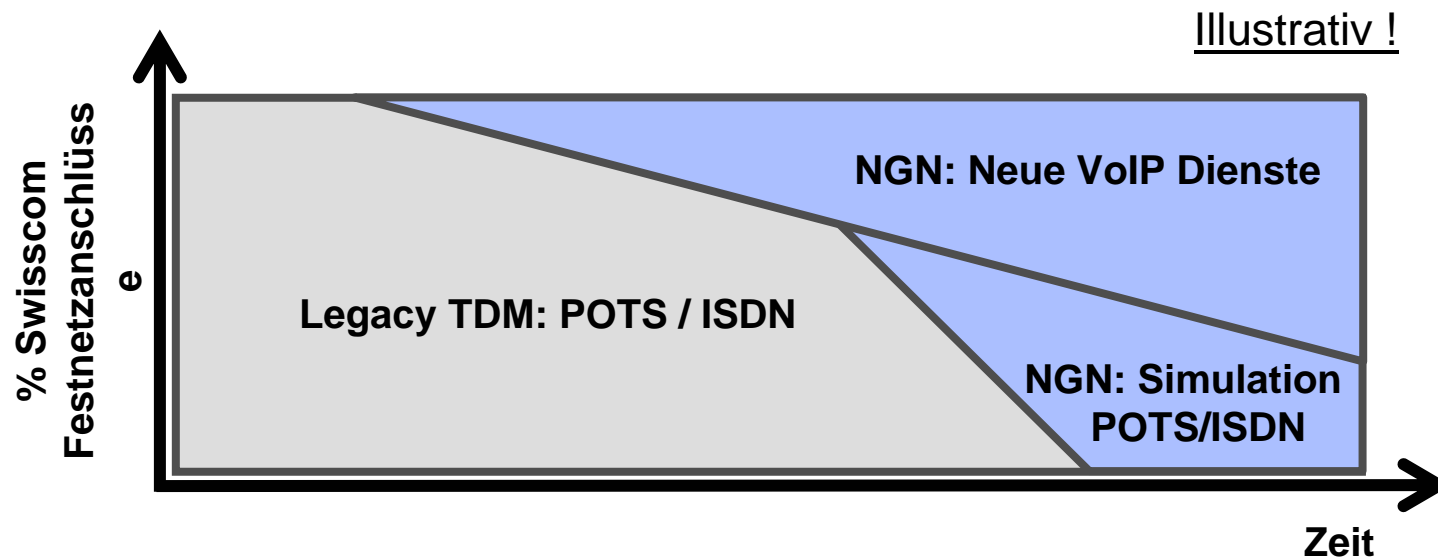 Illustrativ !
% Swisscom
Festnetzanschlüss
e
NGN: Neue VoIP Dienste
Legacy TDM: POTS / ISDN
NGN: Simulation
POTS/ISDN
Zeit